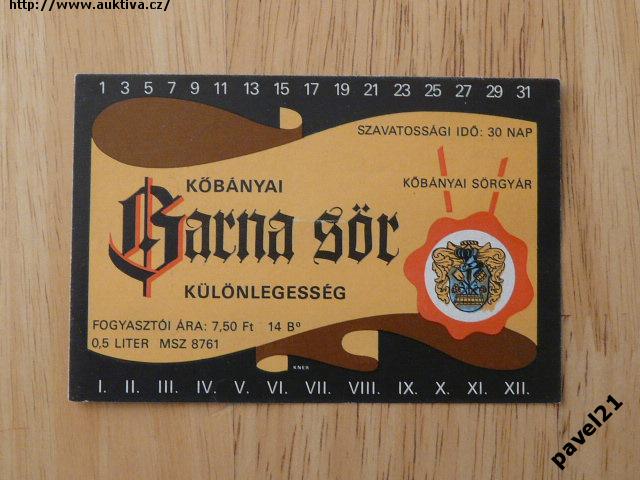 http://www.auktiva.cz/
1 3 5 7 9 11 13 15 17 19 21 23 25 27 29 31
SZAVATOSSÁGI IDŐ: 30 NAP
KŐBÁNYAI
KŐBÁNYAI SÖRGYÁR
Barna sör
KÜLÖNLEGESSÉG
FOGYASZTÓI ÁRA: 7,50 Ft 14 Bº
0,5 LITER MSZ 8761
KNER
I. II. III. IV. V. VI. VII. VIII. IX. X. XI. XII.
pavel21